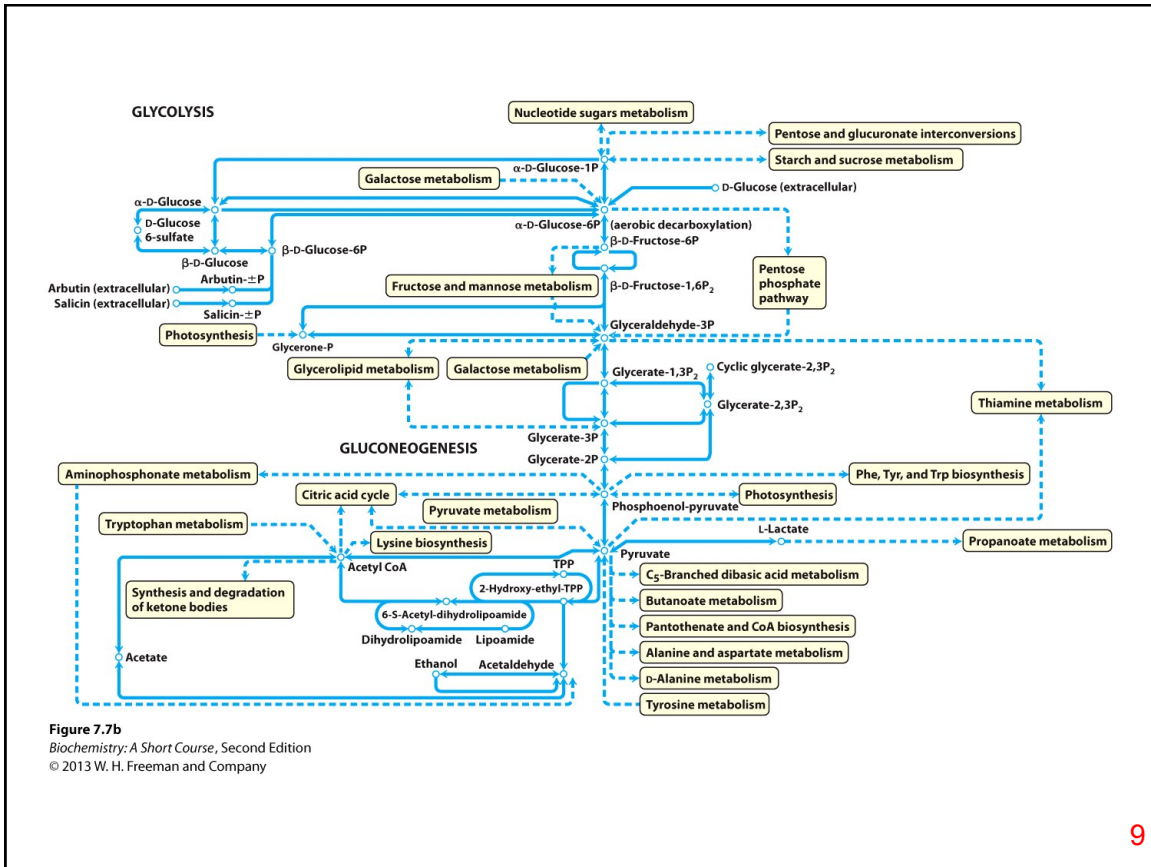 GLYCOLYSIS
Nucleotide sugars metabolism
Pentose and glucuronate interconversions
Starch and sucrose metabolism
α-D-Glucose-1P
Galactose metabolism
D-Glucose (extracellular)
α-D-Glucose
D-Glucose
6-sulfate
α-D-Glucose-6P
(aerobic decarboxylation)
β-D-Fructose-6P
β-D-Glucose-6P
β-D-Glucose
Pentose
phosphate
pathway
Arbutin-±P
Arbutin (extracellular)
Fructose and mannose metabolism
β-D-Fructose-1,6P₂
Salicin (extracellular)
Salicin-±P
Glyceraldehyde-3P
Photosynthesis
Glycerone-P
Glycerolipid metabolism
Galactose metabolism
Glycerate-1,3P₂
Cyclic glycerate-2,3P₂
Glycerate-2,3P₂
Thiamine metabolism
Glycerate-3P
GLUCONEOGENESIS
Glycerate-2P
Aminophosphonate metabolism
Phe, Tyr, and Trp biosynthesis
Citric acid cycle
Photosynthesis
Pyruvate metabolism
Phosphoenol-pyruvate
Tryptophan metabolism
L-Lactate
Lysine biosynthesis
Propanoate metabolism
Pyruvate
Acetyl CoA
TPP
C₅-Branched dibasic acid metabolism
2-Hydroxy-ethyl-TPP
Synthesis and degradation
of ketone bodies
Butanoate metabolism
6-S-Acetyl-dihydrolipoamide
Pantothenate and CoA biosynthesis
Dihydrolipoamide
Lipoamide
Alanine and aspartate metabolism
Acetate
Ethanol
Acetaldehyde
D-Alanine metabolism
Tyrosine metabolism
Figure 7.7b
Biochemistry: A Short Course, Second Edition
© 2013 W. H. Freeman and Company
9